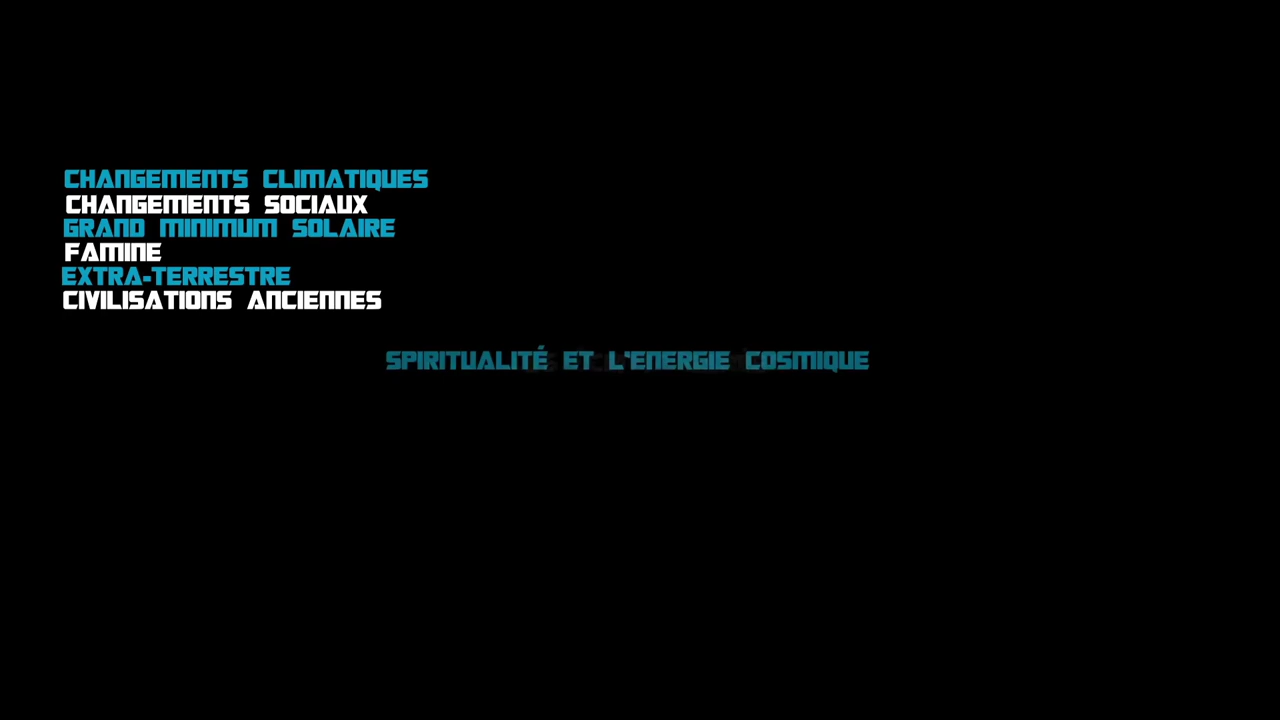 CHANGEMENTS CLIMATIQUES
CHANGEMENTS SOCIAUX
GRAND MINIMUM SOLAIRE
FAMINE
EXTRA-TERRESTRE
CIVILISATIONS ANCIENNES
SPIRITUALITÉ ET L'ENERGIE COSMIQUE